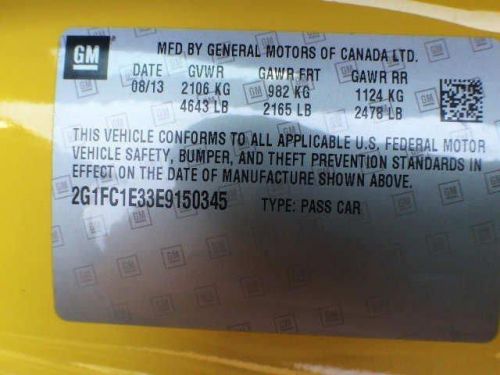 GM
MFD BY GENERAL MOTORS OF CANADA LTD.
DATE GVWR GAWR FRT GAWR RR
08/13 2106 KG 982 KG 1124 KG
4643 LB 2165 LB 2478 LB
THIS VEHICLE CONFORMS TO ALL APPLICABLE U.S. FEDERAL MOTOR
VEHICLE SAFETY, BUMPER, AND THEFT PREVENTION STANDARDS IN
EFFECT ON THE DATE OF MANUFACTURE SHOWN ABOVE.
2G1FC1E33E9150345 TYPE: PASS CAR